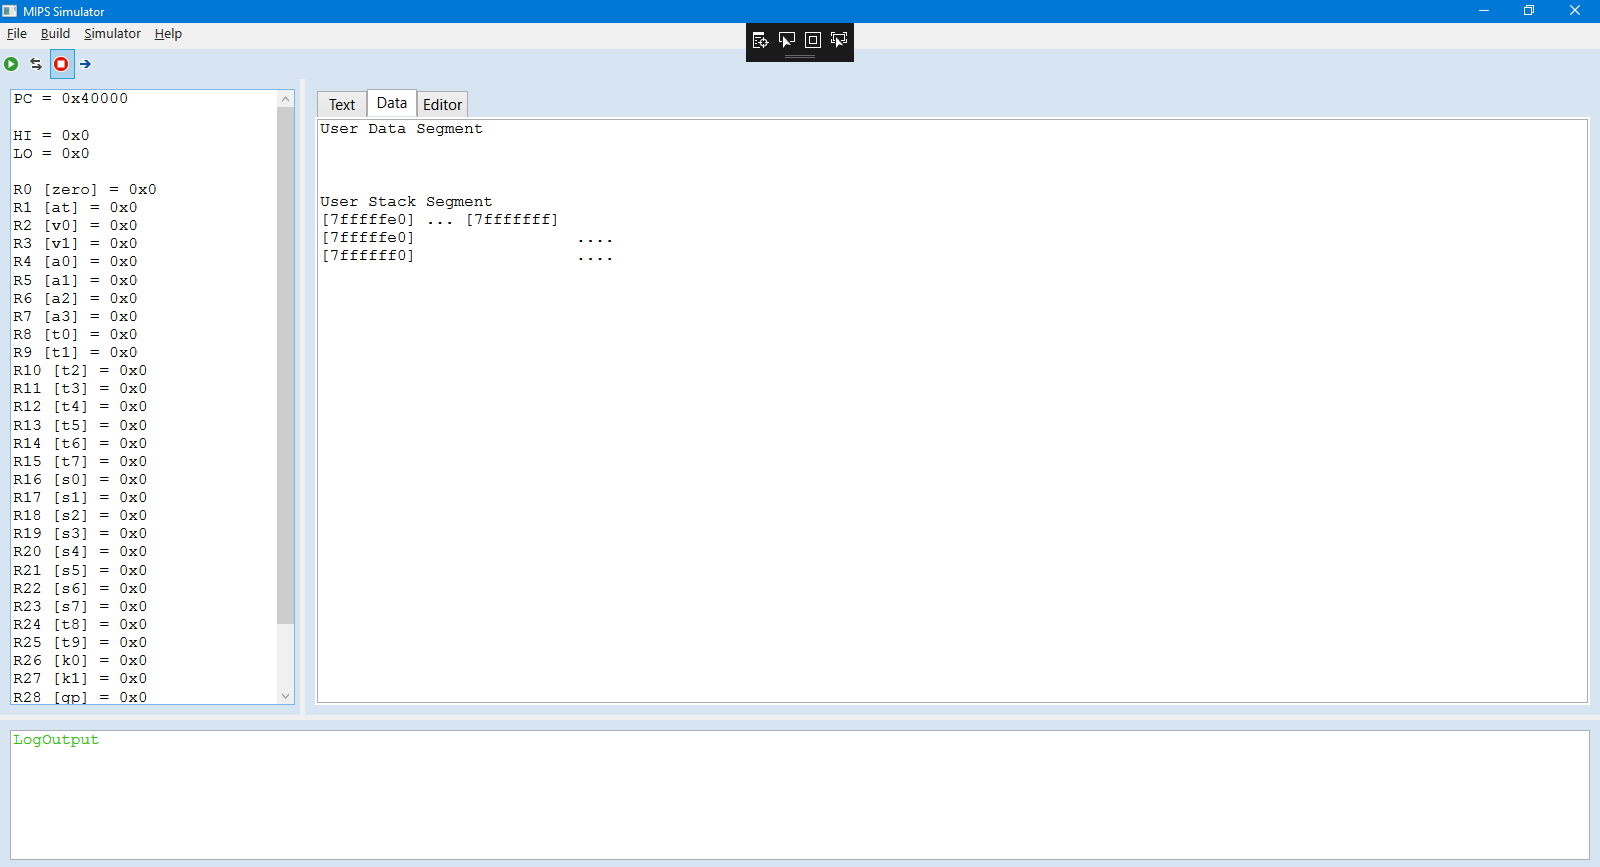 MIPS Simulator
File Build Simulator Help
PC = 0x40000
HI = 0x0
LO = 0x0
R0 [zero] = 0x0
R1 [at] = 0x0
R2 [v0] = 0x0
R3 [v1] = 0x0
R4 [a0] = 0x0
R5 [a1] = 0x0
R6 [a2] = 0x0
R7 [a3] = 0x0
R8 [t0] = 0x0
R9 [t1] = 0x0
R10 [t2] = 0x0
R11 [t3] = 0x0
R12 [t4] = 0x0
R13 [t5] = 0x0
R14 [t6] = 0x0
R15 [t7] = 0x0
R16 [s0] = 0x0
R17 [s1] = 0x0
R18 [s2] = 0x0
R19 [s3] = 0x0
R20 [s4] = 0x0
R21 [s5] = 0x0
R22 [s6] = 0x0
R23 [s7] = 0x0
R24 [t8] = 0x0
R25 [t9] = 0x0
R26 [k0] = 0x0
R27 [k1] = 0x0
R28 [gp] = 0x0
Text Data Editor
User Data Segment
User Stack Segment
[7fffffe0] ... [7fffffff]
[7fffffe0] ....
[7ffffff0] ....
LogOutput